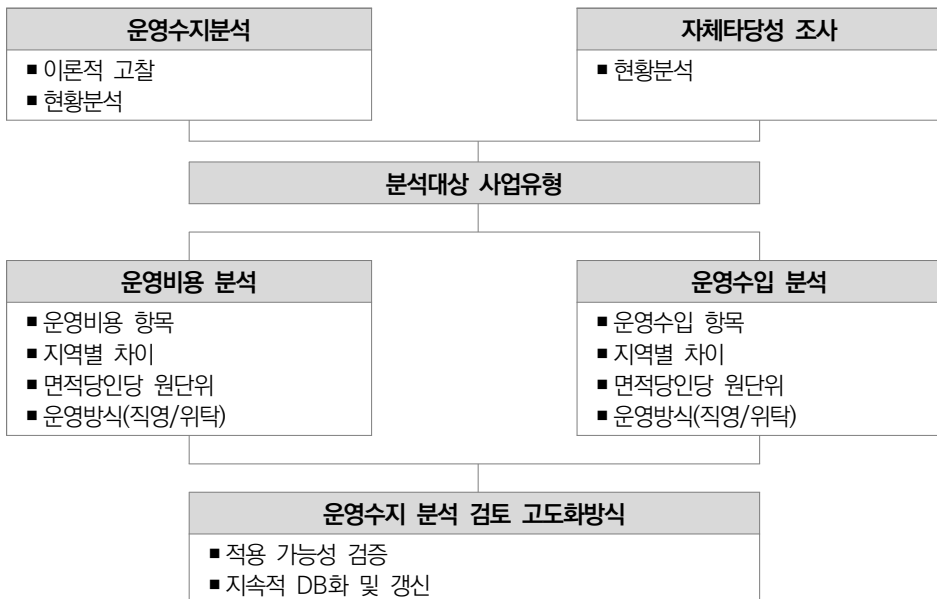 운영수지분석
■ 이론적 고찰
■ 현황분석
자체타당성 조사
■ 현황분석
분석대상 사업유형
운영비용 분석
■ 운영비용 항목
■ 지역별 차이
■ 면적당인당 원단위
■ 운영방식(직영/위탁)
운영수입 분석
■ 운영수입 항목
■ 지역별 차이
■ 면적당인당 원단위
■ 운영방식(직영/위탁)
운영수지 분석 검토 고도화방식
■ 적용 가능성 검증
■ 지속적 DB화 및 갱신